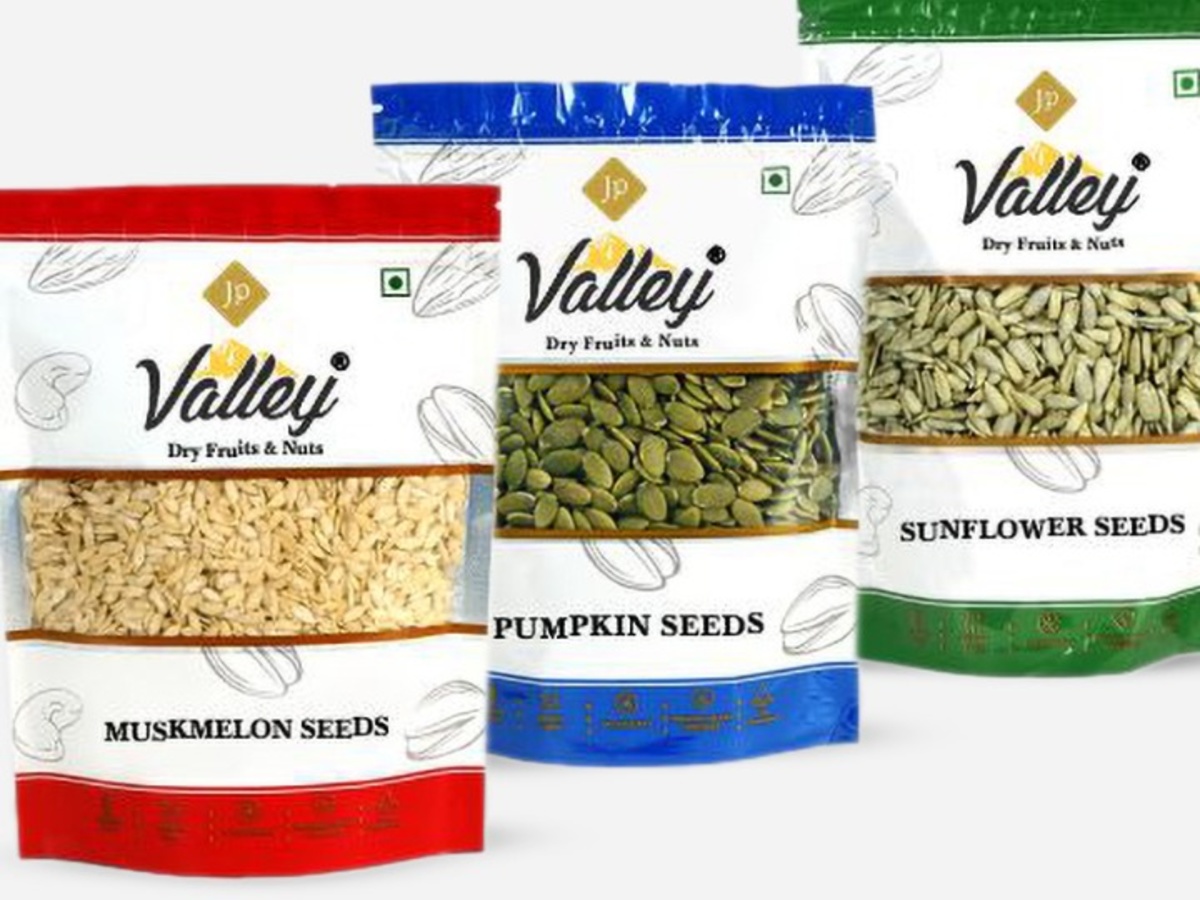 Jp
Valley
Dry Fruits & Nuts
MUSKMELON SEEDS
Jp
Valley
Dry Fruits & Nuts
PUMPKIN SEEDS
Jp
Valley
Dry Fruits & Nuts
SUNFLOWER SEEDS